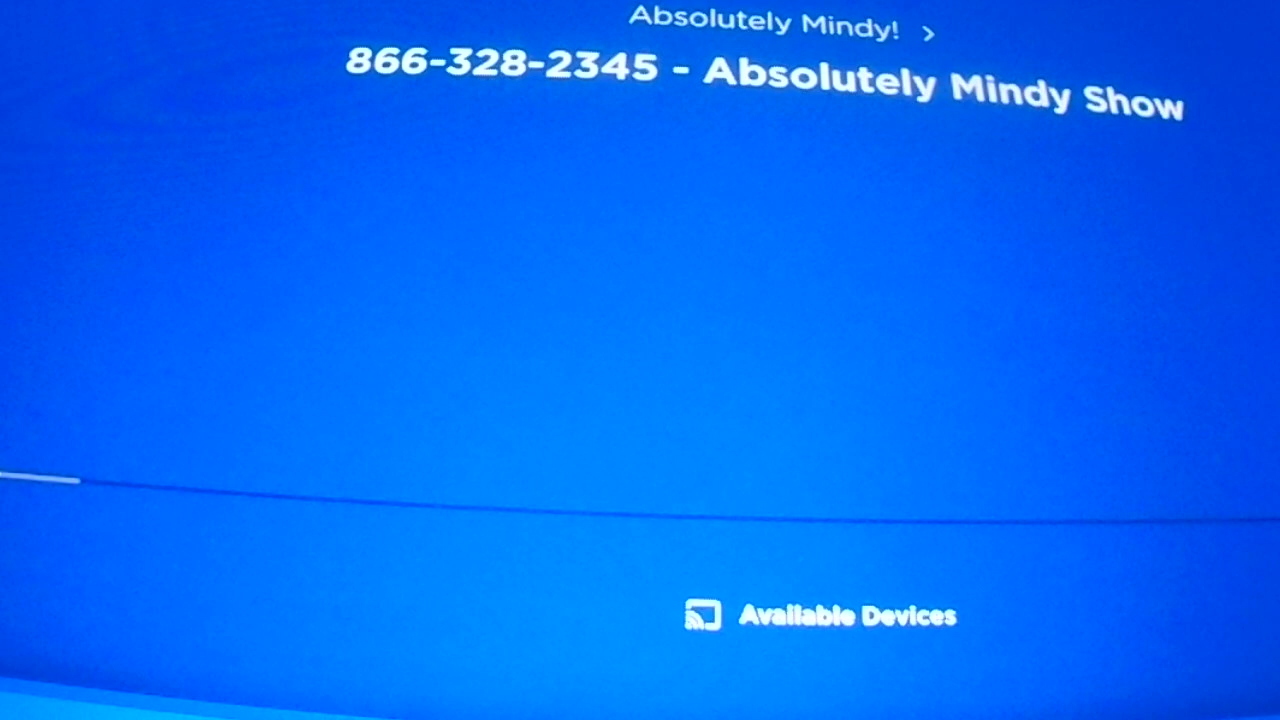 Absolutely Mindy! >
866-328-2345 - Absolutely Mindy Show
Available Devices